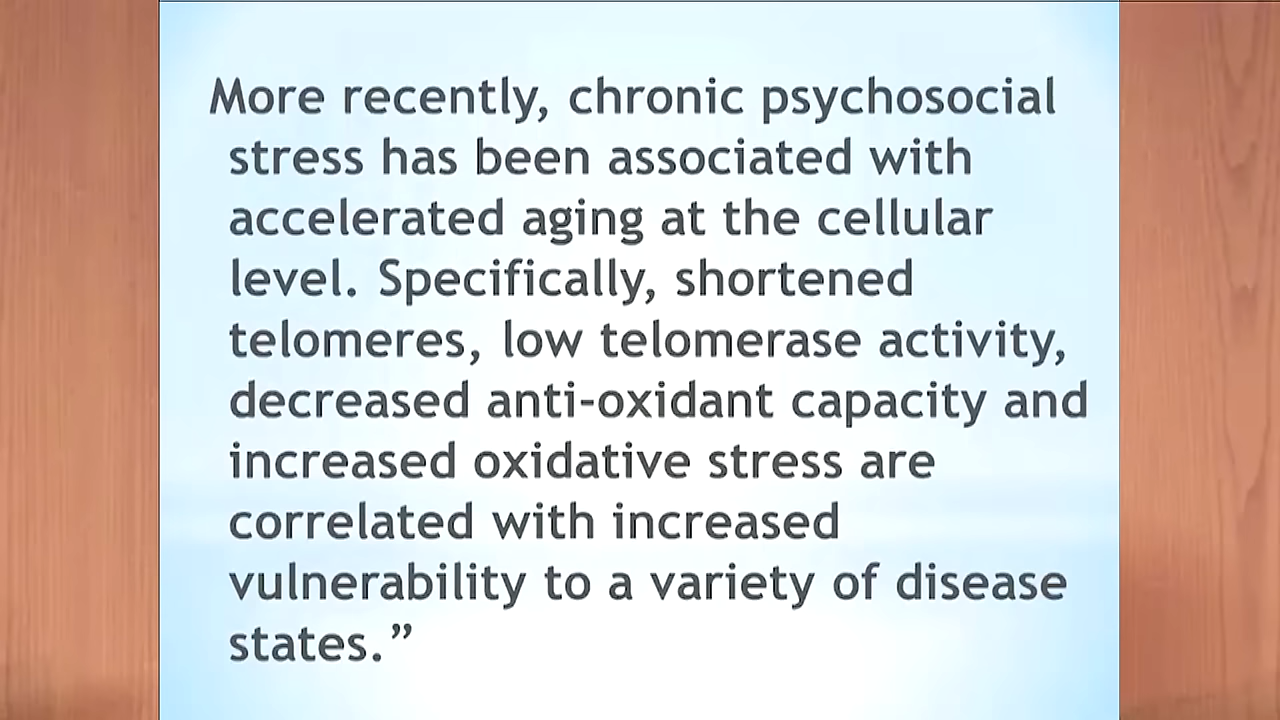 More recently, chronic psychosocial
stress has been associated with
accelerated aging at the cellular
level. Specifically, shortened
telomeres, low telomerase activity,
decreased anti-oxidant capacity and
increased oxidative stress are
correlated with increased
vulnerability to a variety of disease
states.”